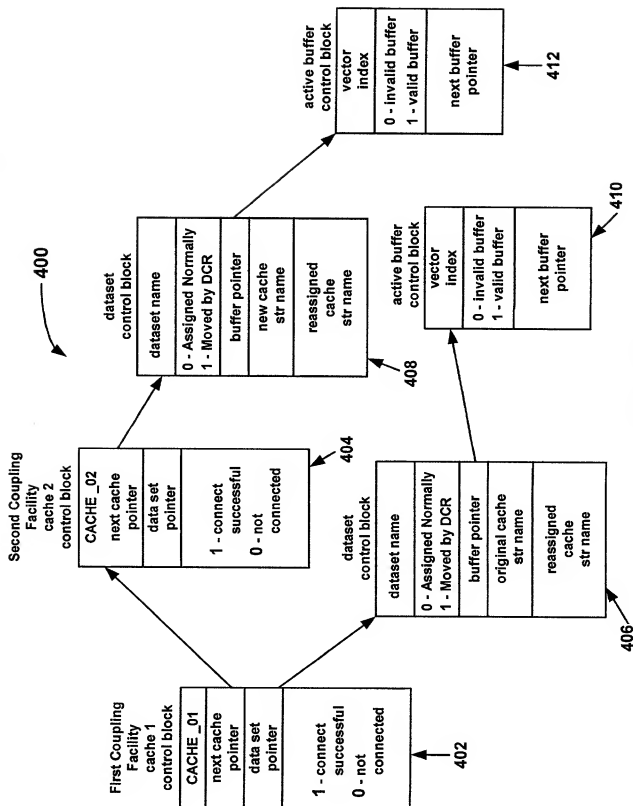 400
First Coupling
Facility
cache 1
control block
CACHE _01
next cache
pointer
data set
pointer
1 - connect
successful
0 - not
connected
402
Second Coupling
Facility
cache 2
control block
CACHE _02
next cache
pointer
data set
pointer
1 - connect
successful
0 - not
connected
404
dataset
control block
dataset name
0 - Assigned Normally
1 - Moved by DCR
buffer pointer
original cache
str name
reassigned
cache
str name
406
dataset
control block
dataset name
0 - Assigned Normally
1 - Moved by DCR
buffer pointer
new cache
str name
reassigned
cache
str name
408
active buffer
control block
vector
index
0 - invalid buffer
1 - valid buffer
next buffer
pointer
410
active buffer
control block
vector
index
0 - invalid buffer
1 - valid buffer
next buffer
pointer
412